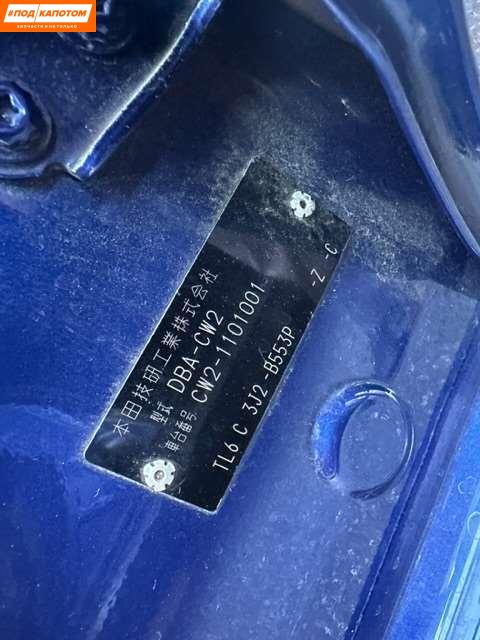 #ПОД КАПОТОМ
запчасти и не только
本田技研工業株式会社
型式 DBA-CW2
車台番号 CW2-1101001
TL6 C 3J2 -B553P -Z -C